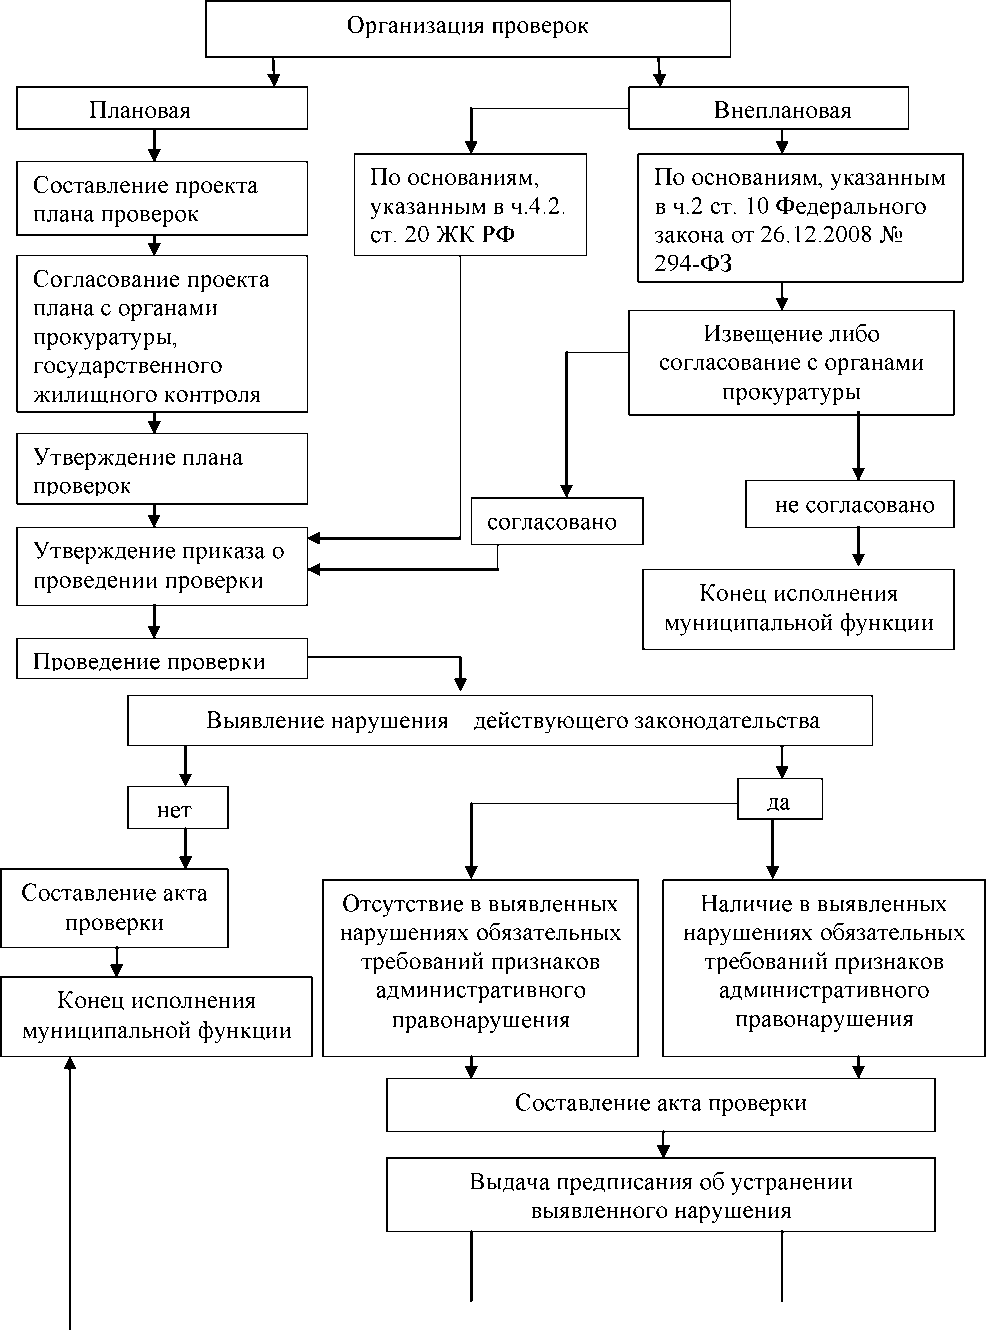 Организация проверок
Плановая
Внеплановая
Составление проекта
плана проверок
По основаниям,
указанным в ч.4.2.
ст. 20 ЖК РФ
По основаниям, указанным
в ч.2 ст. 10 Федерального
закона от 26.12.2008 №
294-ФЗ
Согласование проекта
плана с органами
прокуратуры,
государственного
жилищного контроля
Извещение либо
согласование с органами
прокуратуры
Утверждение плана
проверок
согласовано
не согласовано
Утверждение приказа о
проведении проверки
Конец исполнения
муниципальной функции
Проведение проверки
Выявление нарушения действующего законодательства
нет
да
Составление акта
проверки
Отсутствие в выявленных
нарушениях обязательных
требований признаков
административного
правонарушения
Наличие в выявленных
нарушениях обязательных
требований признаков
административного
правонарушения
Конец исполнения
муниципальной функции
Составление акта проверки
Выдача предписания об устранении
выявленного нарушения